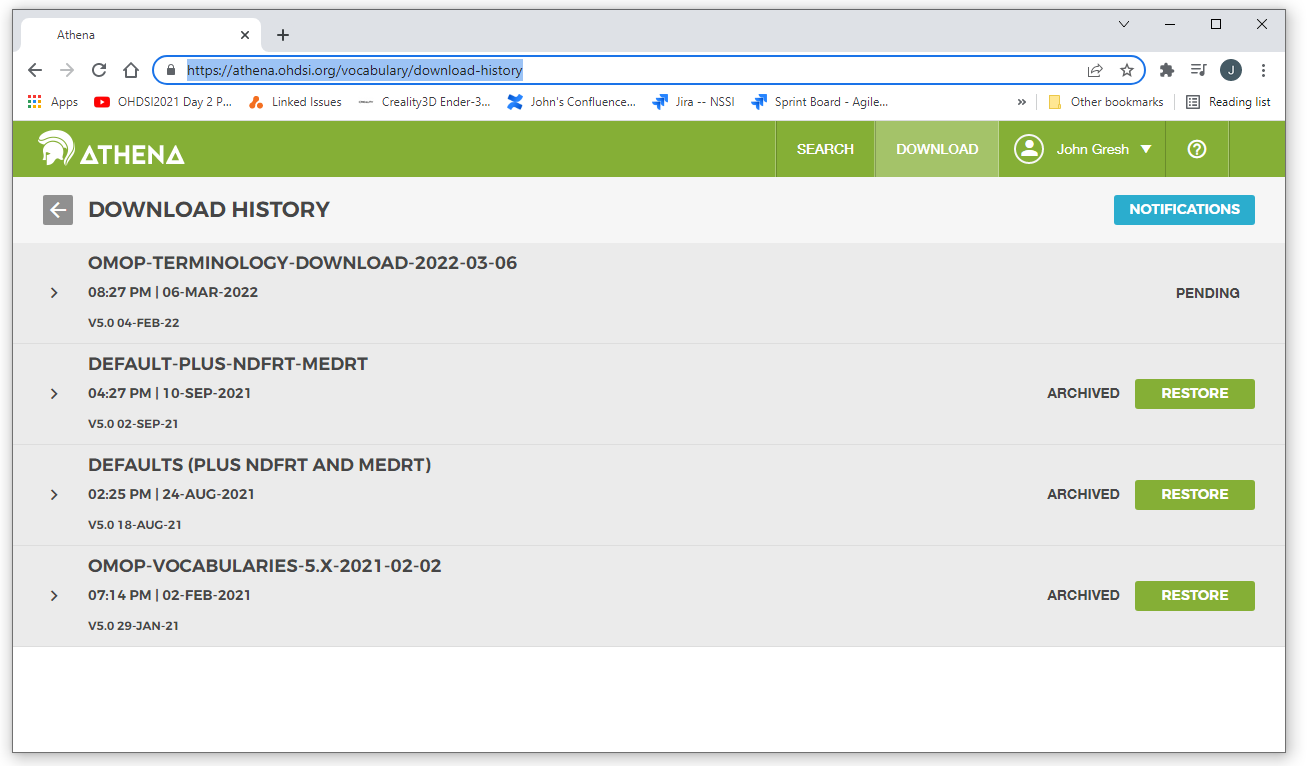 Athena
https://athena.ohdsi.org/vocabulary/download-history
J
Apps
OHDSI2021 Day 2 P...
Linked Issues
Creality3D Ender-3...
John's Confluence...
Jira -- NSSI
Sprint Board - Agile...
»
Other bookmarks
Reading list
ATHENA
SEARCH
DOWNLOAD
John Gresh
DOWNLOAD HISTORY
NOTIFICATIONS
OMOP-TERMINOLOGY-DOWNLOAD-2022-03-06
08:27 PM | 06-MAR-2022
PENDING
V5.0 04-FEB-22
DEFAULT-PLUS-NDFRT-MEDRT
04:27 PM | 10-SEP-2021
ARCHIVED
RESTORE
V5.0 02-SEP-21
DEFAULTS (PLUS NDFRT AND MEDRT)
02:25 PM | 24-AUG-2021
ARCHIVED
RESTORE
V5.0 18-AUG-21
OMOP-VOCABULARIES-5.X-2021-02-02
07:14 PM | 02-FEB-2021
ARCHIVED
RESTORE
V5.0 29-JAN-21